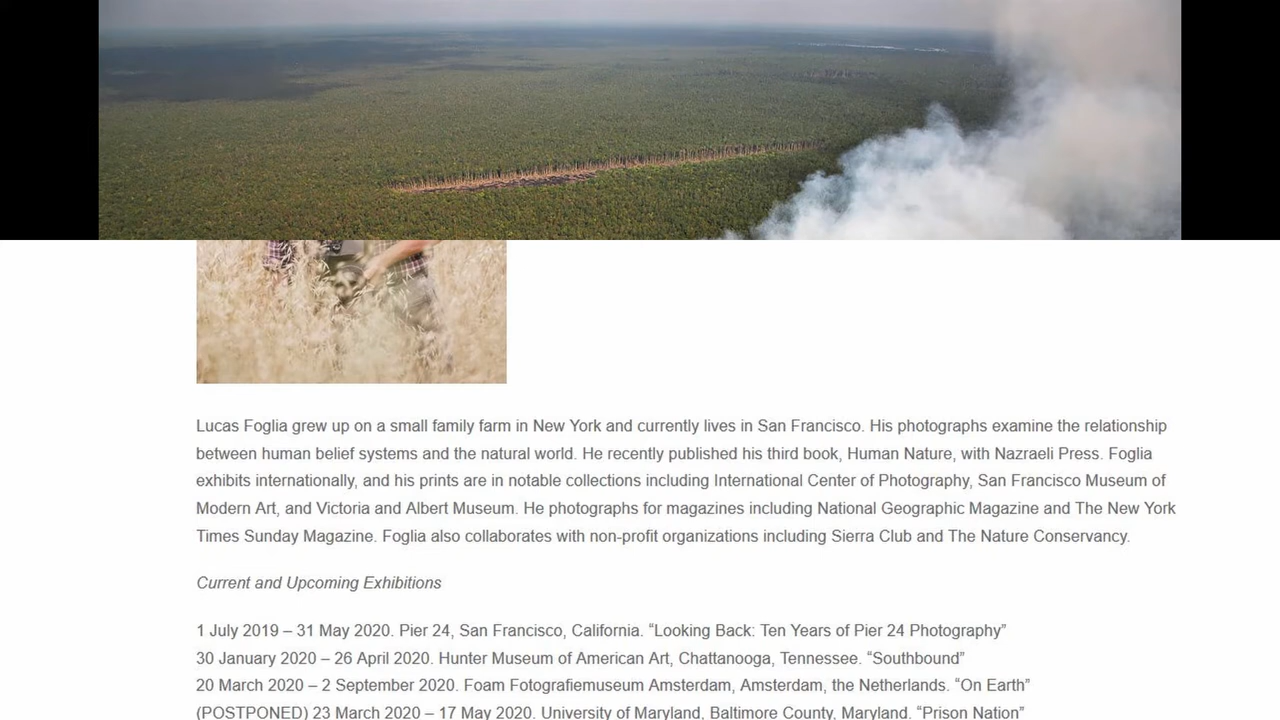 Lucas Foglia grew up on a small family farm in New York and currently lives in San Francisco. His photographs examine the relationship
between human belief systems and the natural world. He recently published his third book, Human Nature, with Nazraeli Press. Foglia
exhibits internationally, and his prints are in notable collections including International Center of Photography, San Francisco Museum of
Modern Art, and Victoria and Albert Museum. He photographs for magazines including National Geographic Magazine and The New York
Times Sunday Magazine. Foglia also collaborates with non-profit organizations including Sierra Club and The Nature Conservancy.
Current and Upcoming Exhibitions
1 July 2019 – 31 May 2020. Pier 24, San Francisco, California. “Looking Back: Ten Years of Pier 24 Photography”
30 January 2020 – 26 April 2020. Hunter Museum of American Art, Chattanooga, Tennessee. “Southbound”
20 March 2020 – 2 September 2020. Foam Fotografiemuseum Amsterdam, Amsterdam, the Netherlands. “On Earth”
(POSTPONED) 23 March 2020 – 17 May 2020. University of Maryland, Baltimore County, Maryland. “Prison Nation”